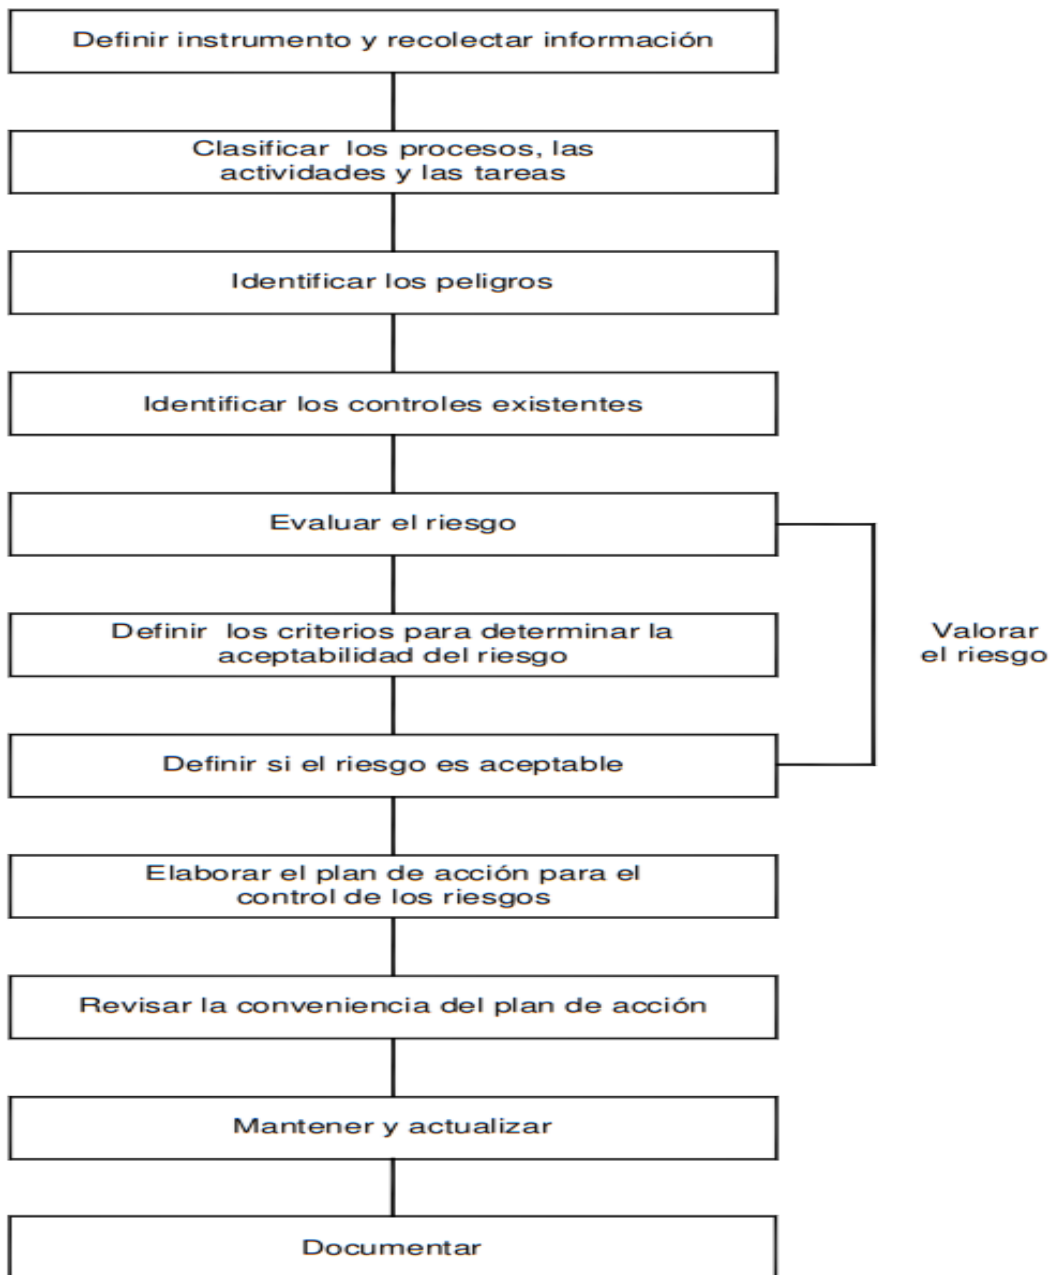 Definir instrumento y recolectar información
Clasificar los procesos, las
actividades y las tareas
Identificar los peligros
Identificar los controles existentes
Evaluar el riesgo
Definir los criterios para determinar la
aceptabilidad del riesgo
Valorar
el riesgo
Definir si el riesgo es aceptable
Elaborar el plan de acción para el
control de los riesgos
Revisar la conveniencia del plan de acción
Mantener y actualizar
Documentar